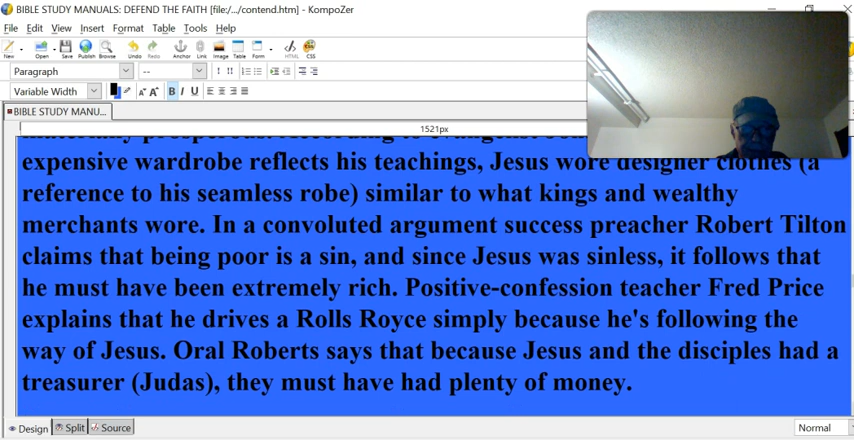 BIBLE STUDY MANUALS: DEFEND THE FAITH [file:/.../contend.htm] - KompoZer
File Edit View Insert Format Table Tools Help
New Open Save Publish Browse Undo Redo Anchor Link Image Table Form HTML CSS
Paragraph --
Variable Width B I U
BIBLE STUDY MANU...
1521px
expensive wardrobe reflects his teachings, Jesus wore designer clothes (a
reference to his seamless robe) similar to what kings and wealthy
merchants wore. In a convoluted argument success preacher Robert Tilton
claims that being poor is a sin, and since Jesus was sinless, it follows that
he must have been extremely rich. Positive-confession teacher Fred Price
explains that he drives a Rolls Royce simply because he's following the
way of Jesus. Oral Roberts says that because Jesus and the disciples had a
treasurer (Judas), they must have had plenty of money.
Design Split Source Normal